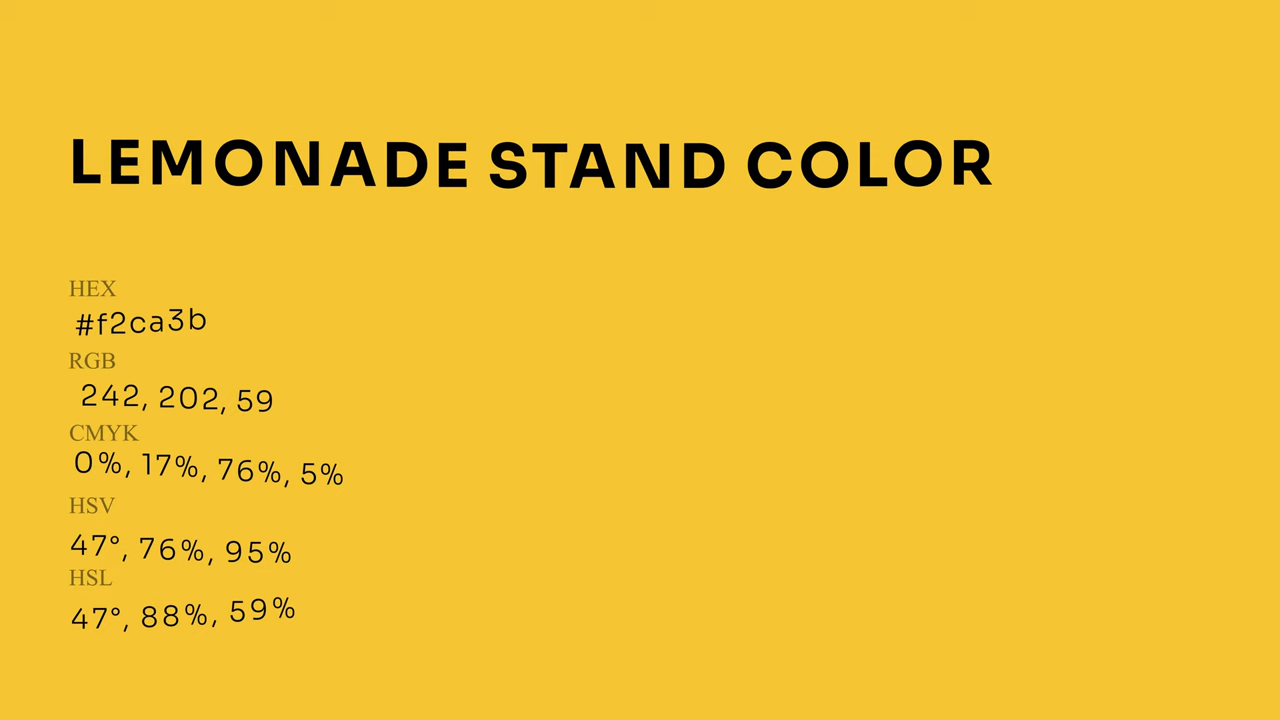 LEMONADE STAND COLOR
HEX
#f2ca3b
RGB
242, 202, 59
CMYK
0%, 17%, 76%, 5%
HSV
47°, 76%, 95%
HSL
47°, 88%, 59%